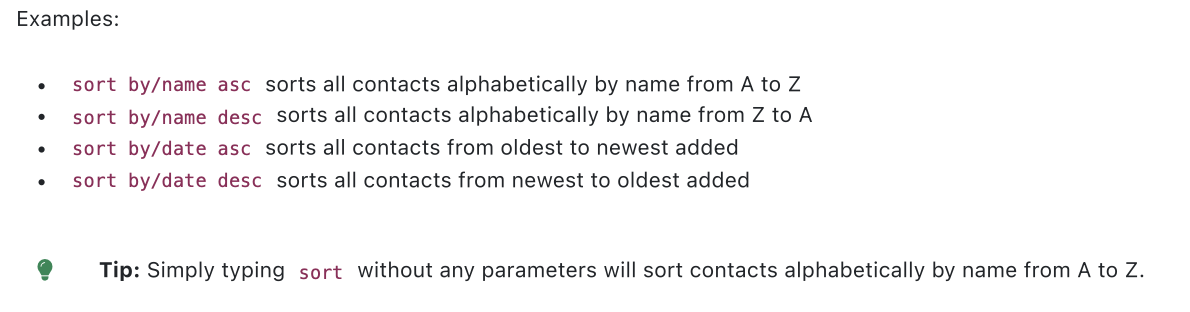 Examples:
• sort by/name asc sorts all contacts alphabetically by name from A to Z
• sort by/name desc sorts all contacts alphabetically by name from Z to A
• sort by/date asc sorts all contacts from oldest to newest added
• sort by/date desc sorts all contacts from newest to oldest added
Tip: Simply typing sort without any parameters will sort contacts alphabetically by name from A to Z.